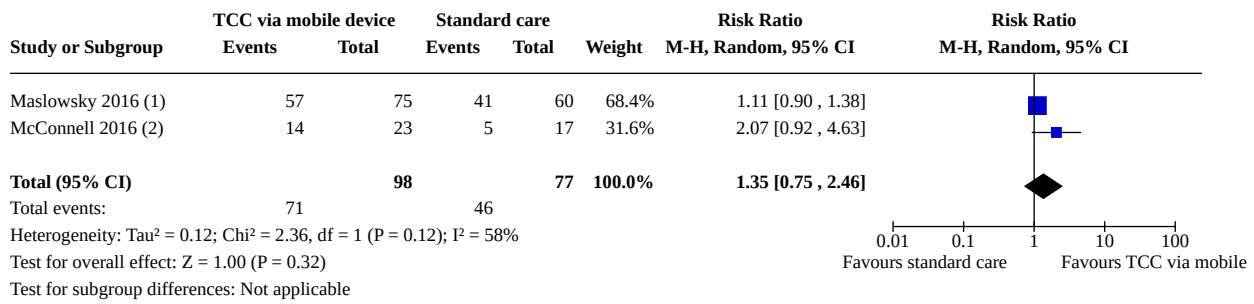 TCC via mobile device Standard care Risk Ratio Risk Ratio
Study or Subgroup Events Total Events Total Weight M-H, Random, 95% CI M-H, Random, 95% CI
Maslowsky 2016 (1) 57 75 41 60 68.4% 1.11 [0.90 , 1.38]
McConnell 2016 (2) 14 23 5 17 31.6% 2.07 [0.92 , 4.63]
Total (95% CI) 98 77 100.0% 1.35 [0.75 , 2.46]
Total events: 71 46
Heterogeneity: Tau² = 0.12; Chi² = 2.36, df = 1 (P = 0.12); I² = 58%
0.01 0.1 1 10 100
Test for overall effect: Z = 1.00 (P = 0.32) Favours standard care Favours TCC via mobile
Test for subgroup differences: Not applicable